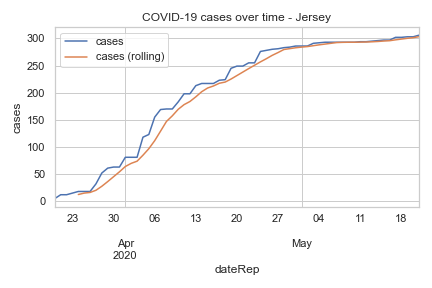 COVID-19 cases over time - Jersey
cases
cases (rolling)
300
250
200
150
100
50
0
cases
23 30 06 13 20 27 04 11 18
Apr May
2020
dateRep